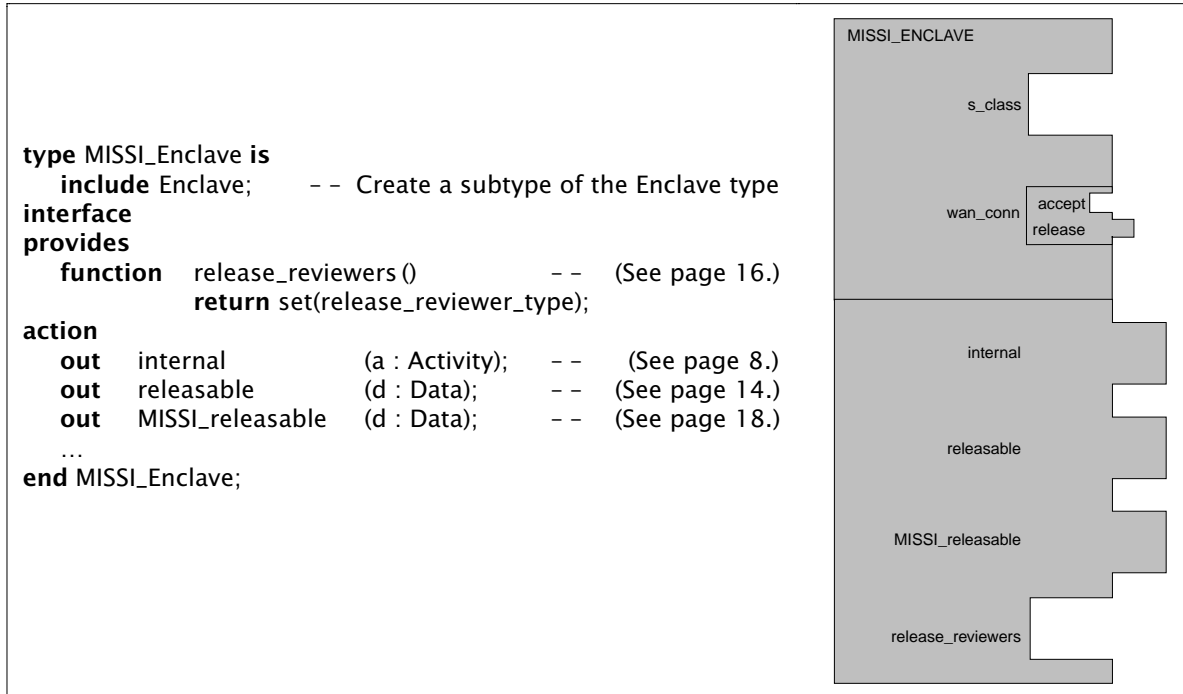 type MISSI_Enclave is
include Enclave; -- Create a subtype of the Enclave type
interface
provides
function release_reviewers () -- (See page 16.)
return set(release_reviewer_type);
action
out internal (a : Activity); -- (See page 8.)
out releasable (d : Data); -- (See page 14.)
out MISSI_releasable (d : Data); -- (See page 18.)
…
end MISSI_Enclave;
MISSI_ENCLAVE
s_class
wan_conn
accept
release
internal
releasable
MISSI_releasable
release_reviewers